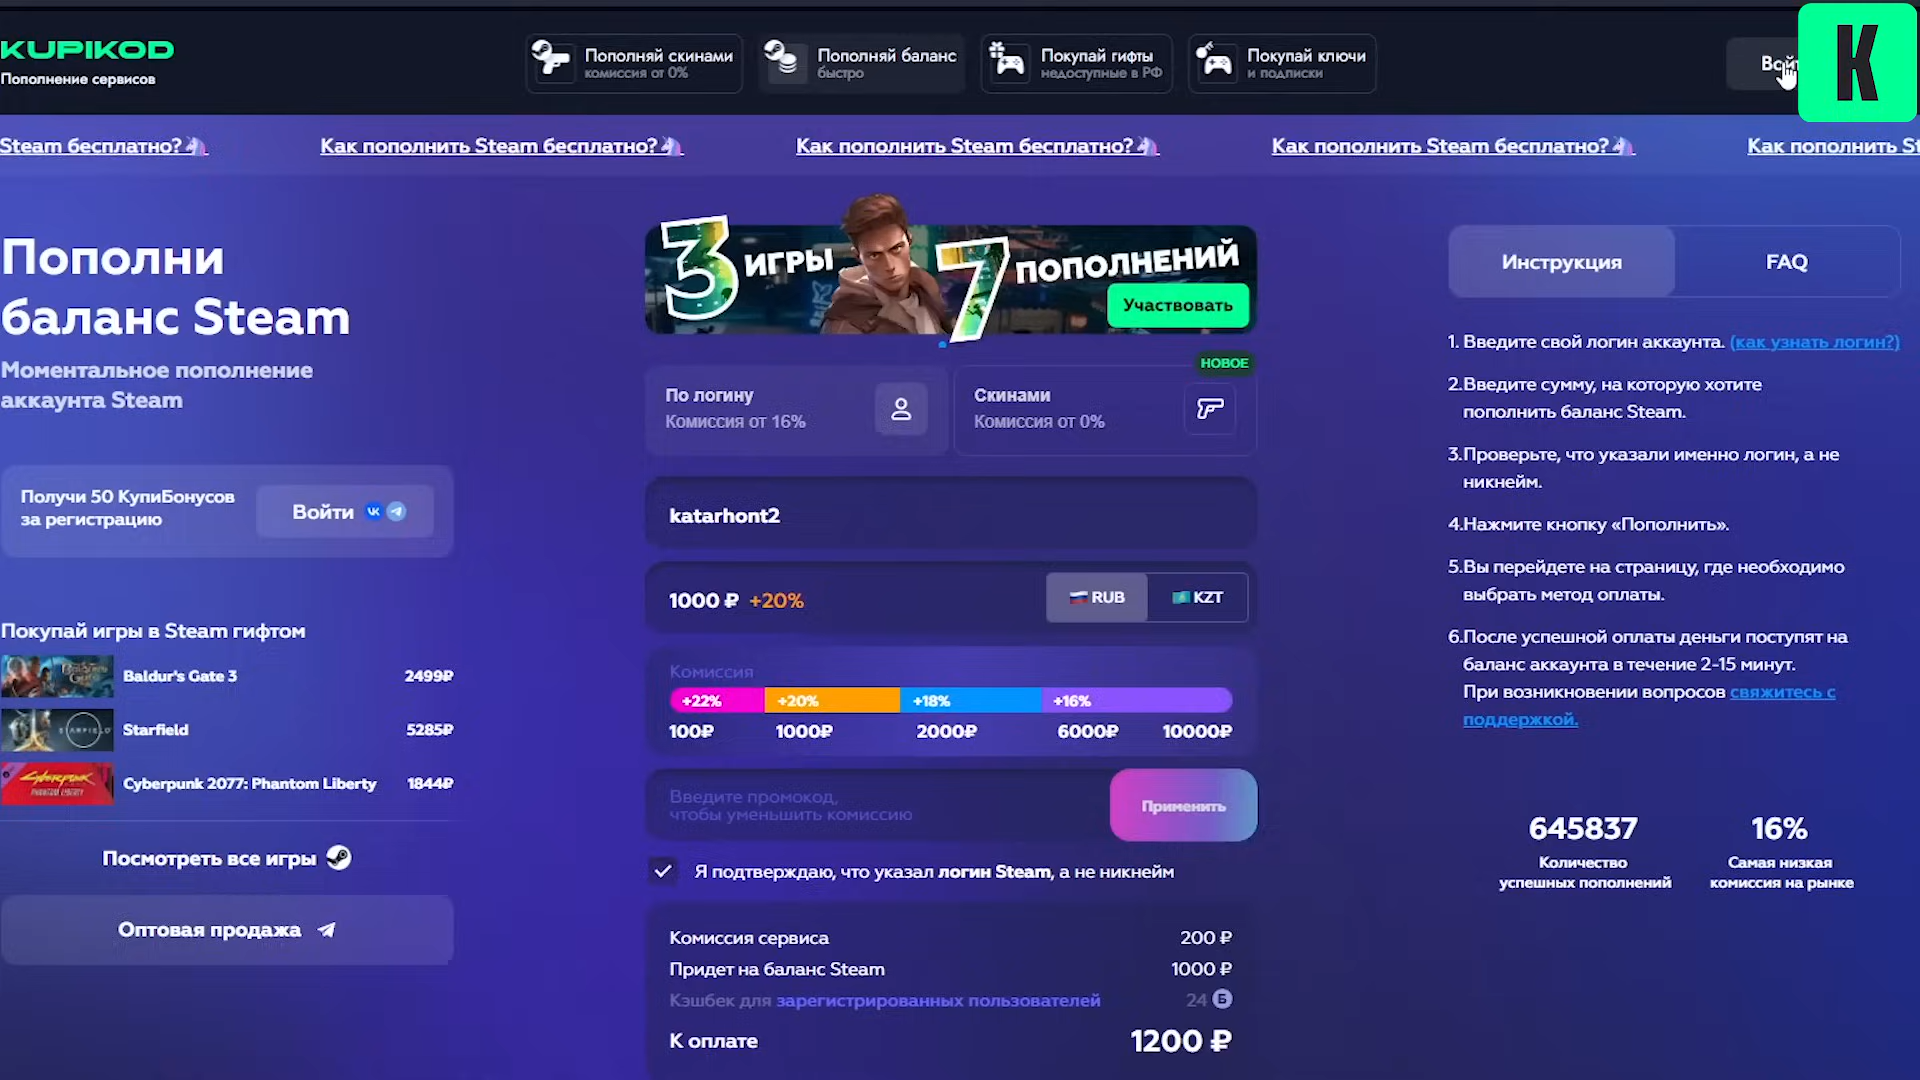 KUPIKOD
Пополнение сервисов
Пополняй скинами
комиссия от 0%
Пополняй баланс
быстро
Покупай гифты
недоступные в РФ
Покупай ключи
и подписки
K
Steam бесплатно?
Как пополнить Steam бесплатно?
Как пополнить Steam бесплатно?
Как пополнить Steam бесплатно?
Как пополнить
Пополни
баланс Steam
Моментальное пополнение
аккаунта Steam
Получи 50 КупиБонусов
за регистрацию
Войти
Покупай игры в Steam гифтом
Baldur's Gate 3 2499₽
Starfield 5285₽
Cyberpunk 2077: Phantom Liberty 1844₽
Посмотреть все игры
Оптовая продажа
3 ИГРЫ 7 ПОПОЛНЕНИЙ
Участвовать
НОВОЕ
По логину
Комиссия от 16%
Скинами
Комиссия от 0%
katarhont2
1000 ₽ +20%
RUB KZT
Комиссия
+22% +20% +18% +16%
100₽ 1000₽ 2000₽ 6000₽ 10000₽
Введите промокод,
чтобы уменьшить комиссию
Применить
Я подтверждаю, что указал логин Steam, а не никнейм
Комиссия сервиса 200 ₽
Придет на баланс Steam 1000 ₽
Кэшбек для зарегистрированных пользователей 24 Б
К оплате 1200 ₽
Инструкция FAQ
1. Введите свой логин аккаунта. (как узнать логин?)
2.Введите сумму, на которую хотите
пополнить баланс Steam.
3.Проверьте, что указали именно логин, а не
никнейм.
4.Нажмите кнопку «Пополнить».
5.Вы перейдете на страницу, где необходимо
выбрать метод оплаты.
6.После успешной оплаты деньги поступят на
баланс аккаунта в течение 2-15 минут.
При возникновении вопросов свяжитесь с
поддержкой.
645837
Количество
успешных пополнений
16%
Самая низкая
комиссия на рынке